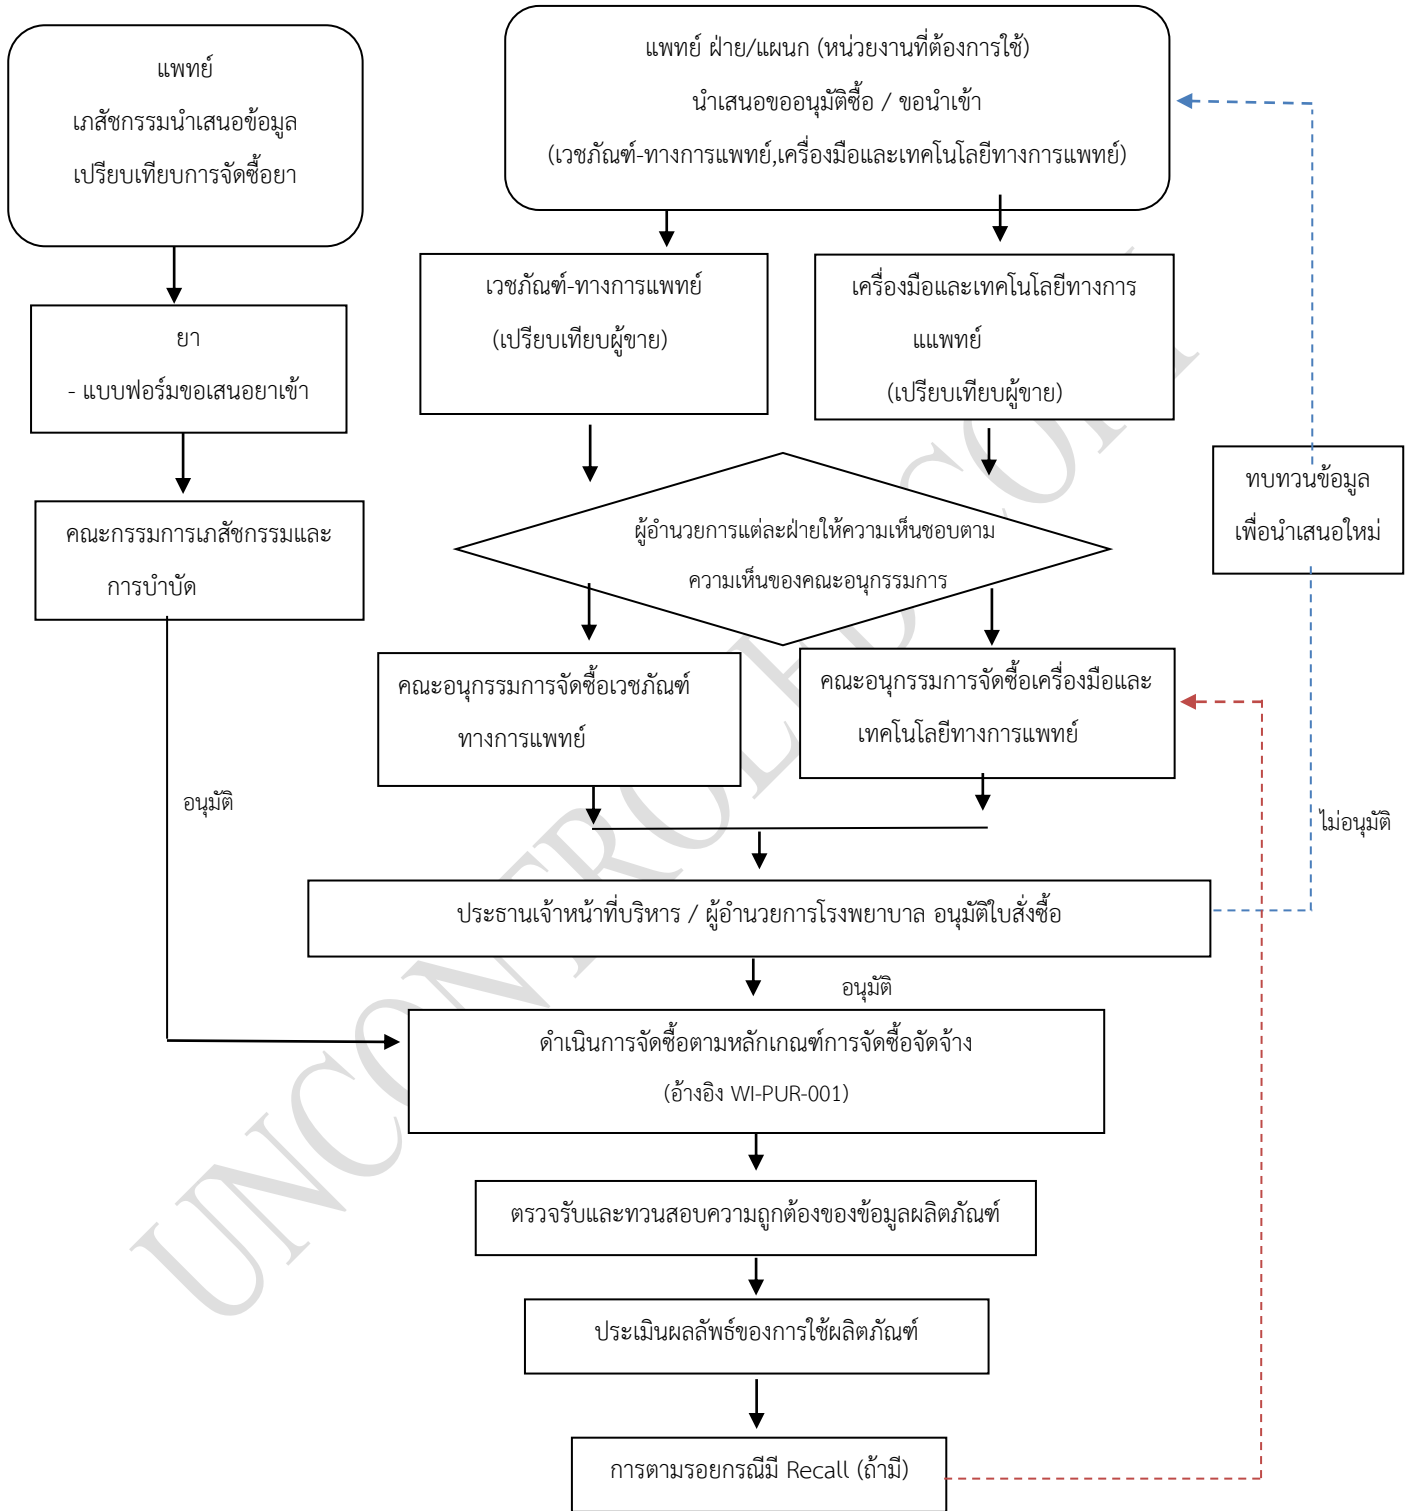 แพทย์
เภสัชกรรมนำเสนอข้อมูล
เปรียบเทียบการจัดซื้อยา
แพทย์ ฝ่าย/แผนก (หน่วยงานที่ต้องการใช้)
นำเสนอขออนุมัติซื้อ / ขอนำเข้า
(เวชภัณฑ์-ทางการแพทย์,เครื่องมือและเทคโนโลยีทางการแพทย์)
ยา
- แบบฟอร์มขอเสนอยาเข้า
เวชภัณฑ์-ทางการแพทย์
(เปรียบเทียบผู้ขาย)
เครื่องมือและเทคโนโลยีทางการ
แแพทย์
(เปรียบเทียบผู้ขาย)
ทบทวนข้อมูล
เพื่อนำเสนอใหม่
คณะกรรมการเภสัชกรรมและ
การบำบัด
ผู้อำนวยการแต่ละฝ่ายให้ความเห็นชอบตาม
ความเห็นของคณะอนุกรรมการ
คณะอนุกรรมการจัดซื้อเวชภัณฑ์
ทางการแพทย์
คณะอนุกรรมการจัดซื้อเครื่องมือและ
เทคโนโลยีทางการแพทย์
อนุมัติ
ไม่อนุมัติ
ประธานเจ้าหน้าที่บริหาร / ผู้อำนวยการโรงพยาบาล อนุมัติใบสั่งซื้อ
อนุมัติ
ดำเนินการจัดซื้อตามหลักเกณฑ์การจัดซื้อจัดจ้าง
(อ้างอิง WI-PUR-001)
ตรวจรับและทวนสอบความถูกต้องของข้อมูลผลิตภัณฑ์
ประเมินผลลัพธ์ของการใช้ผลิตภัณฑ์
การตามรอยกรณีมี Recall (ถ้ามี)